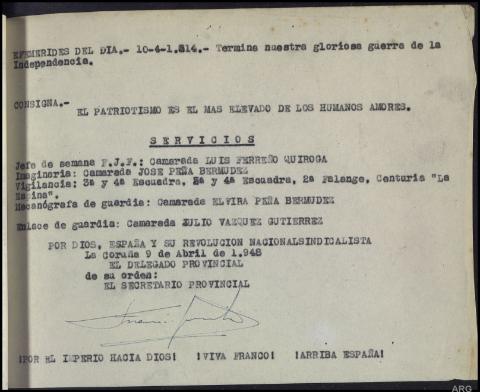 EFEMERIDES DEL DIA.- 10-4-1.814.- Termina nuestra gloriosa guerra de la
Independencia.
CONSIGNA.-
EL PATRIOTISMO ES EL MAS ELEVADO DE LOS HUMANOS AMORES.
S E R V I C I O S
Jefe de semana F.J.F.: Camarada LUIS FERREÑO QUIROGA
Imaginaria: Camarada JOSE PEÑA BERMUDEZ
Vigilancia: 3ª y 4ª Escuadra, 3ª y 4ª Escuadra, 2ª Falange, Centuria "La
Espina".
Mecanógrafa de guardia: Camarada ELVIRA PEÑA BERMUDEZ
Enlace de guardia: Camarada JULIO VAZQUEZ GUTIERREZ
POR DIOS, ESPAÑA Y SU REVOLUCION NACIONALSINDICALISTA
La Coruña 9 de Abril de 1.948
EL DELEGADO PROVINCIAL
de su orden:
EL SECRETARIO PROVINCIAL
¡POR EL IMPERIO HACIA DIOS! ¡VIVA FRANCO! ¡ARRIBA ESPAÑA!
ARG